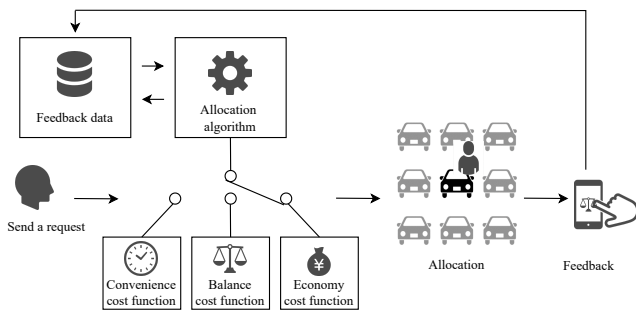 Feedback data
Allocation
algorithm
Send a request
Convenience
cost function
Balance
cost function
¥
Economy
cost function
Allocation
Feedback